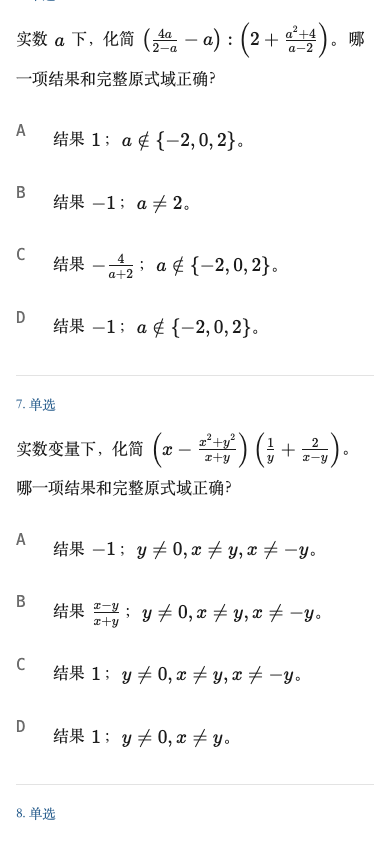 实数 a 下，化简 (4a/(2−a) − a) : (2 + (a²+4)/(a−2))。哪
一项结果和完整原式域正确？
A
结果 1；a ∉ {−2, 0, 2}。
B
结果 −1；a ≠ 2。
C
结果 −4/(a+2)；a ∉ {−2, 0, 2}。
D
结果 −1；a ∉ {−2, 0, 2}。
7. 单选
实数变量下，化简 (x − (x²+y²)/(x+y)) (1/y + 2/(x−y))。
哪一项结果和完整原式域正确？
A
结果 −1；y ≠ 0, x ≠ y, x ≠ −y。
B
结果 (x−y)/(x+y)；y ≠ 0, x ≠ y, x ≠ −y。
C
结果 1；y ≠ 0, x ≠ y, x ≠ −y。
D
结果 1；y ≠ 0, x ≠ y。
8. 单选